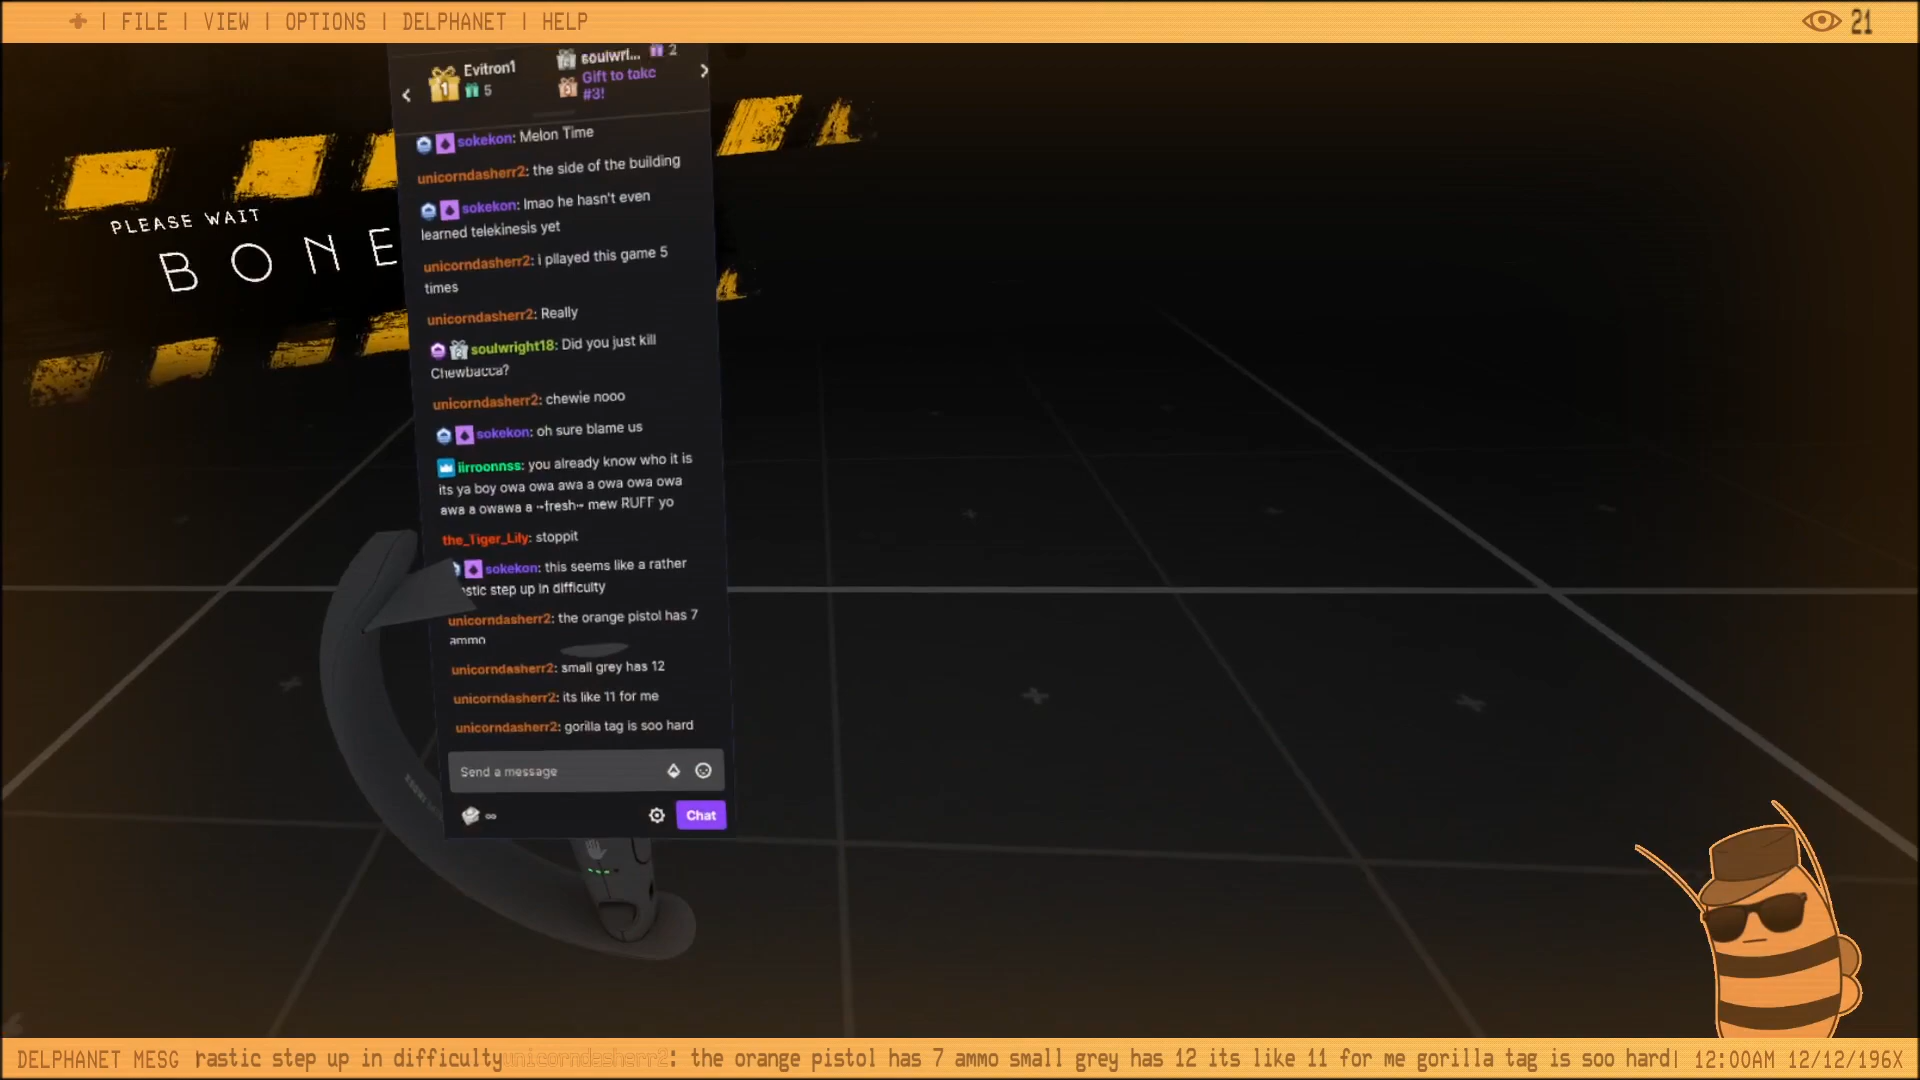 | FILE | VIEW | OPTIONS | DELPHANET | HELP
21
Evitron1
5
soulwri... 2
Gift to take
#3!
sokekon: Melon Time
unicorndasherr2: the side of the building
sokekon: lmao he hasn't even
learned telekinesis yet
unicorndasherr2: i pllayed this game 5
times
unicorndasherr2: Really
soulwright18: Did you just kill
Chewbacca?
unicorndasherr2: chewie nooo
sokekon: oh sure blame us
iirroonnss: you already know who it is
its ya boy owa owa awa a owa owa owa
awa a owawa a ~fresh~ mew RUFF yo
the_Tiger_Lily: stoppit
sokekon: this seems like a rather
astic step up in difficulty
unicorndasherr2: the orange pistol has 7
ammo
unicorndasherr2: small grey has 12
unicorndasherr2: its like 11 for me
unicorndasherr2: gorilla tag is soo hard
Send a message
∞
Chat
PLEASE WAIT
BONE
DELPHANET MESG rastic step up in difficultyunicorndasherr2: the orange pistol has 7 ammo small grey has 12 its like 11 for me gorilla tag is soo hard| 12:00AM 12/12/196X